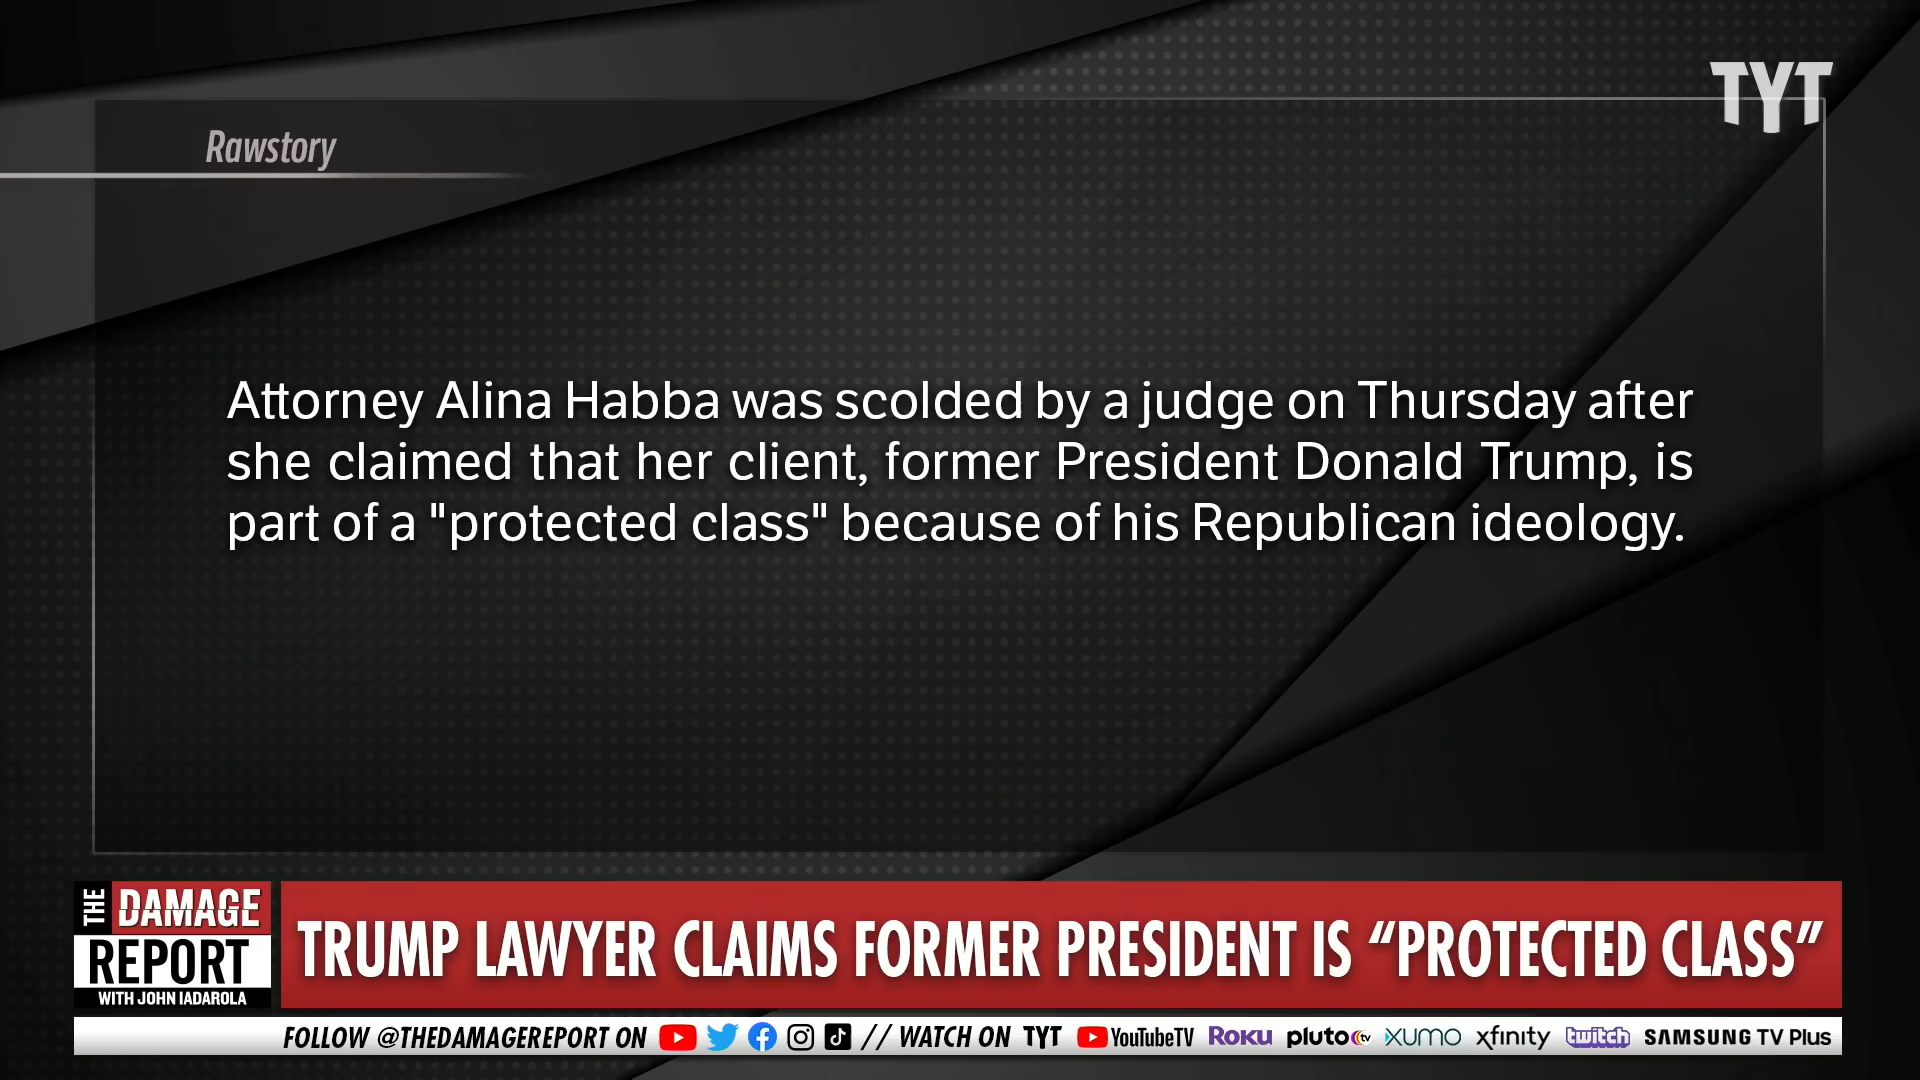 TYT
Rawstory
Attorney Alina Habba was scolded by a judge on Thursday after
she claimed that her client, former President Donald Trump, is
part of a "protected class" because of his Republican ideology.
THE DAMAGE
REPORT
WITH JOHN IADAROLA
TRUMP LAWYER CLAIMS FORMER PRESIDENT IS “PROTECTED CLASS”
FOLLOW @THEDAMAGEREPORT ON // WATCH ON TYT YouTubeTV ROKU pluto tv XUMO xfinity twitch SAMSUNG TV Plus